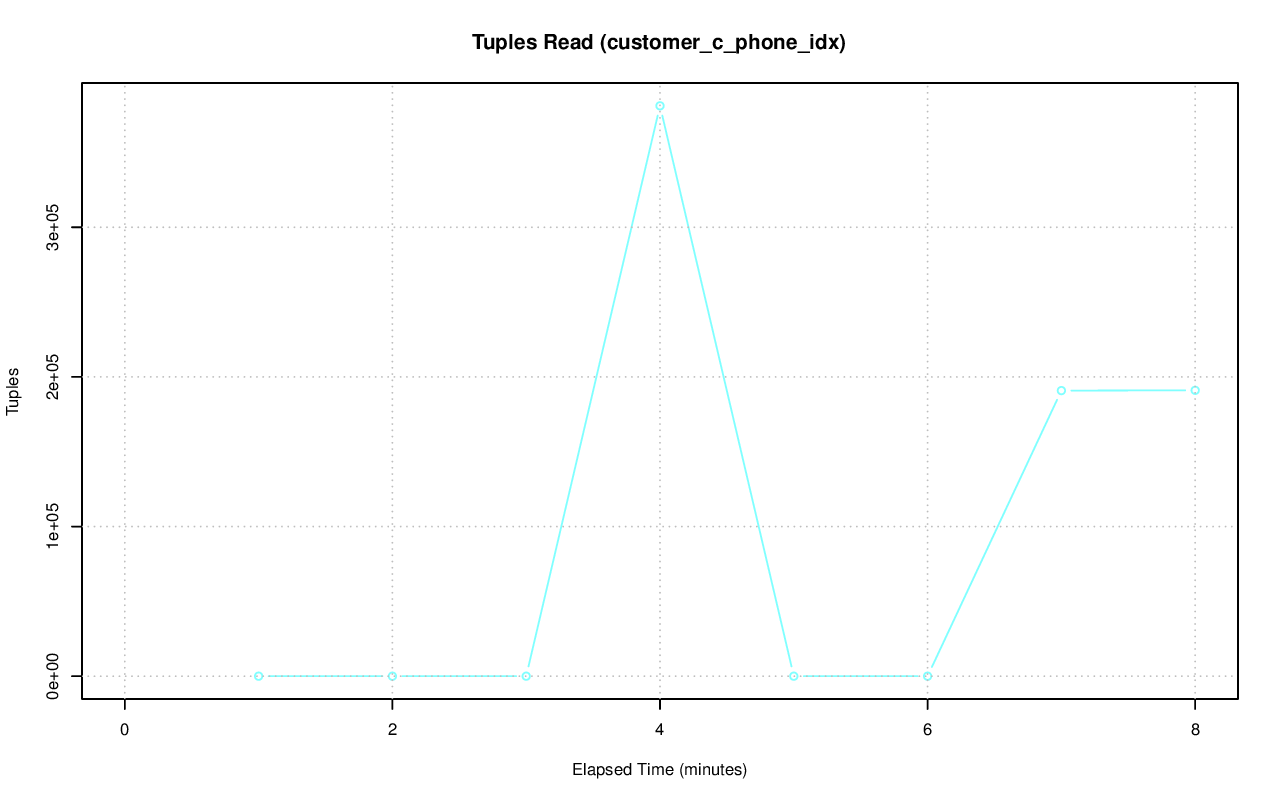 Tuples Read (customer_c_phone_idx)
3e+05
2e+05
1e+05
0e+00
Tuples
0 2 4 6 8
Elapsed Time (minutes)